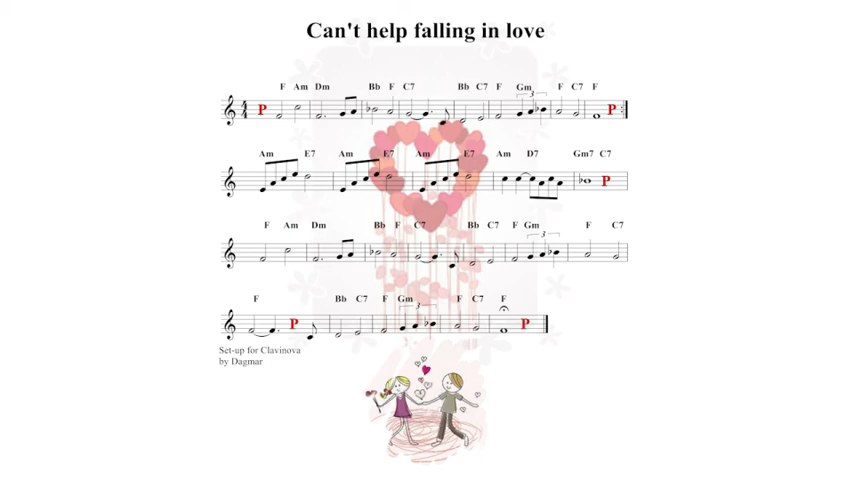 Can't help falling in love
F Am Dm Bb F C7 Bb C7 F Gm C7 F
3
P P
Am E7 Am E7 Am E7 Am D7 Gm7 C7
P
F Am Dm Bb F C7 Bb C7 F Gm F C7
3
F Bb C7 F Gm F C7 F
3
P P
Set-up for Clavinova
by Dagmar